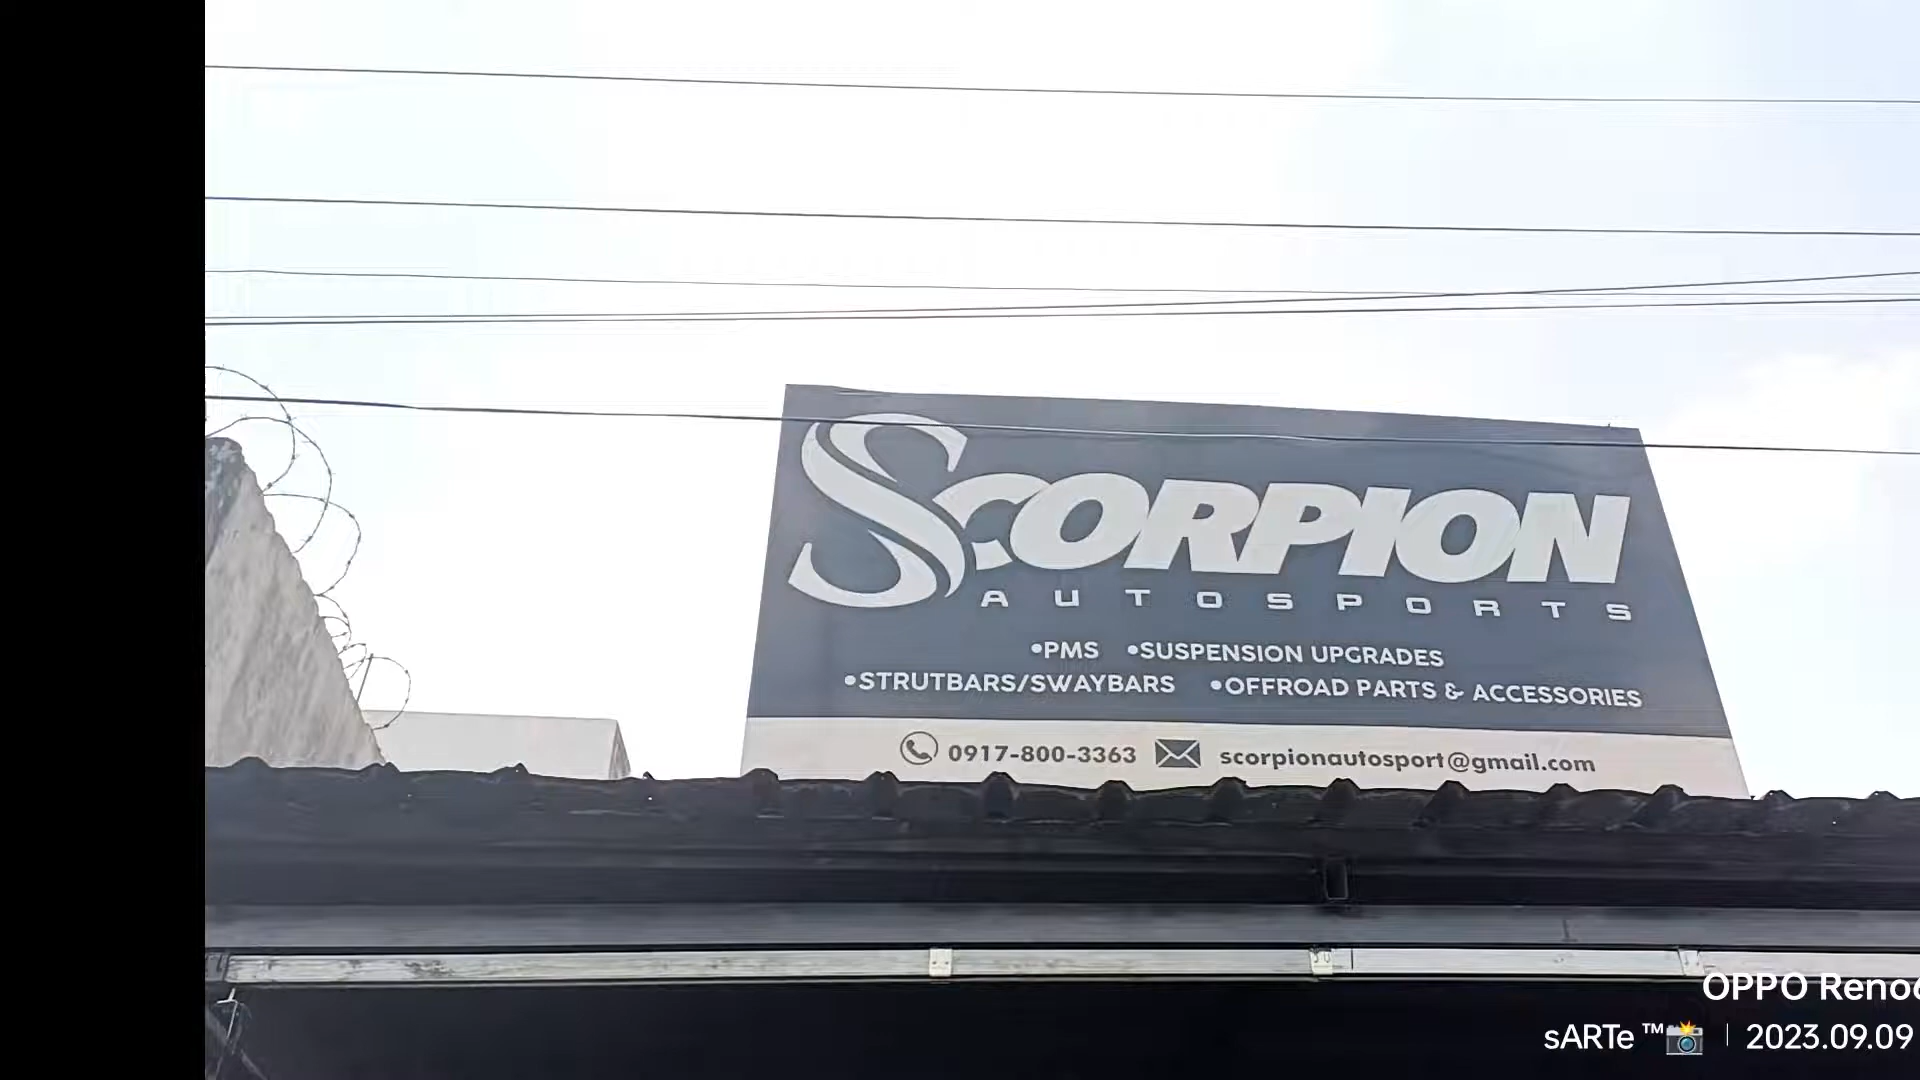 SCORPION
AUTOSPORTS
•PMS •SUSPENSION UPGRADES
•STRUTBARS/SWAYBARS •OFFROAD PARTS & ACCESSORIES
0917-800-3363 scorpionautosport@gmail.com
OPPO Reno
sARTe ™📸 | 2023.09.09